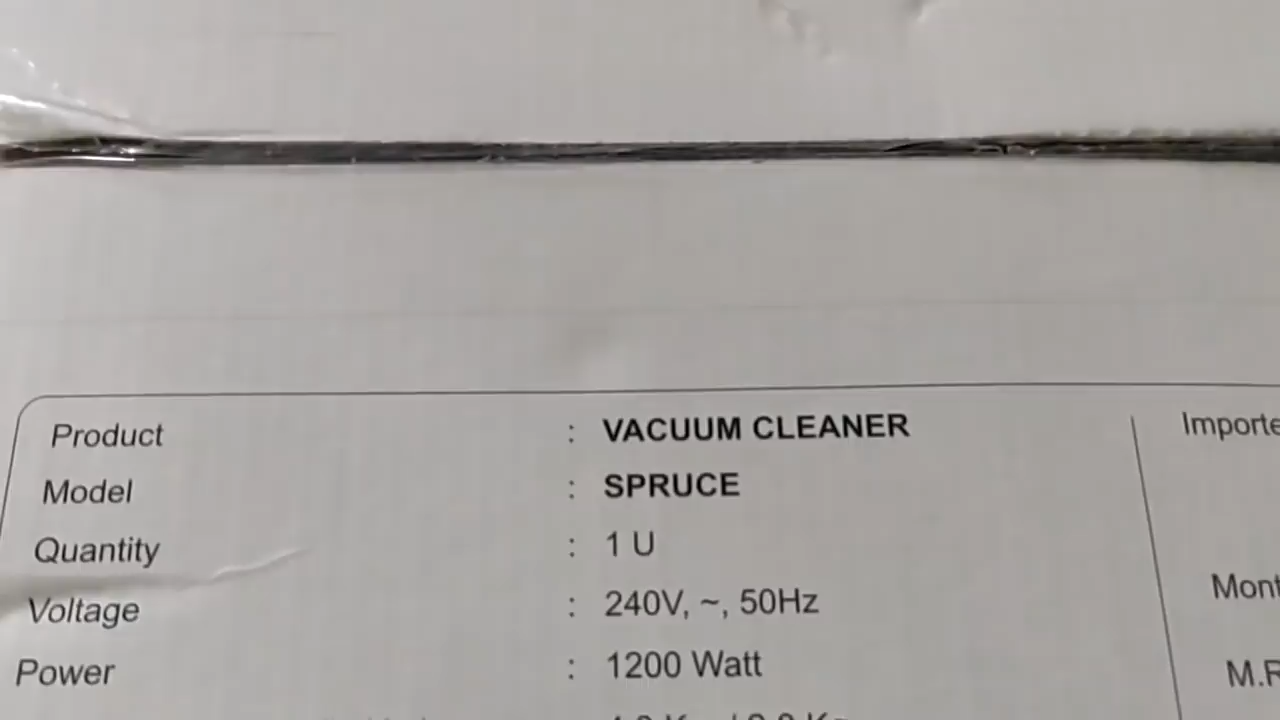 Product : VACUUM CLEANER
Model : SPRUCE
Quantity : 1 U
Voltage : 240V, ~, 50Hz
Power : 1200 Watt